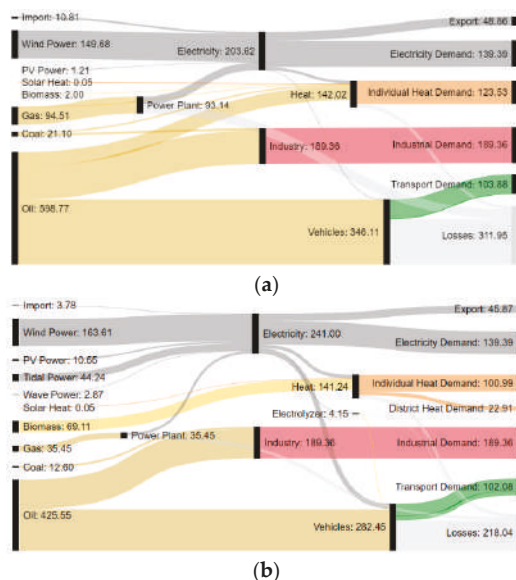 Import: 10.81
Export: 48.66
Wind Power: 149.68
Electricity: 203.62
Electricity Demand: 139.39
PV Power: 1.21
Solar Heat: 0.05
Biomass: 2.00
Heat: 142.02
Individual Heat Demand: 123.53
Power Plant: 93.14
Gas: 94.51
Coal: 21.10
Industry: 189.36
Industrial Demand: 189.36
Transport Demand: 103.88
Oil: 598.77
Vehicles: 346.11
Losses: 311.95
(a)
Import: 3.78
Export: 45.87
Wind Power: 163.61
Electricity: 241.00
Electricity Demand: 139.39
PV Power: 10.55
Tidal Power: 44.24
Wave Power: 2.87
Solar Heat: 0.05
Heat: 141.24
Individual Heat Demand: 100.99
Biomass: 69.11
Electrolyzer: 4.15
District Heat Demand: 22.91
Gas: 35.45
Power Plant: 35.45
Industry: 189.36
Industrial Demand: 189.36
Coal: 12.60
Transport Demand: 102.08
Oil: 425.55
Vehicles: 282.45
Losses: 218.04
(b)